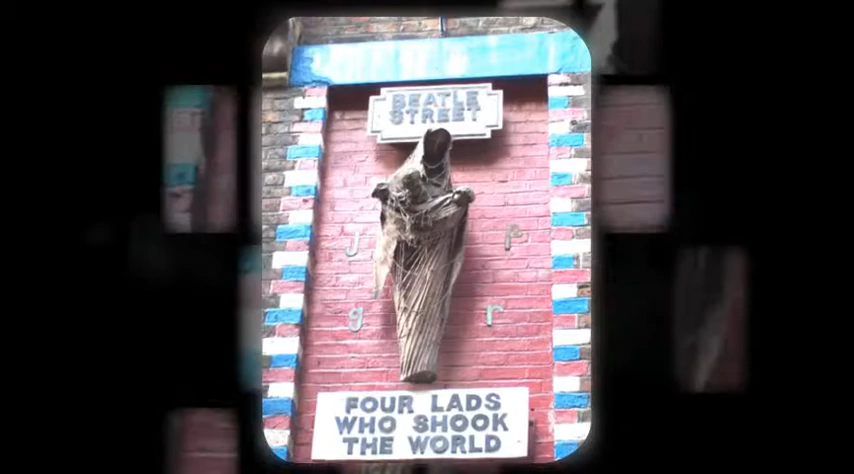 BEATLE
STREET
J P
g r
FOUR LADS
WHO SHOOK
THE WORLD